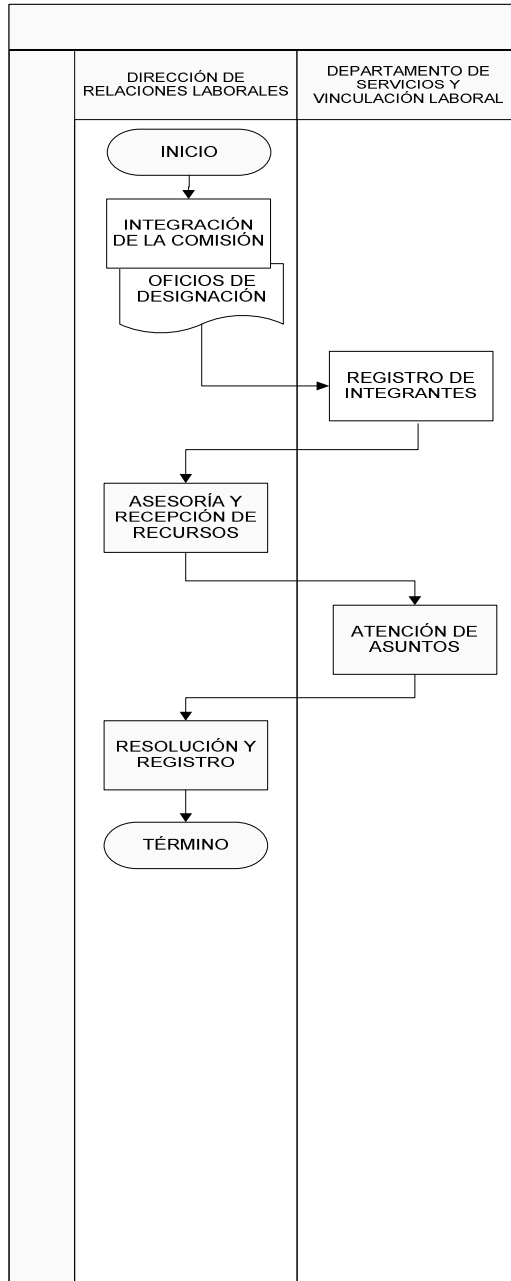 DIRECCIÓN DE
RELACIONES LABORALES
DEPARTAMENTO DE
SERVICIOS Y
VINCULACIÓN LABORAL
INICIO
INTEGRACIÓN
DE LA COMISIÓN
OFICIOS DE
DESIGNACIÓN
REGISTRO DE
INTEGRANTES
ASESORÍA Y
RECEPCIÓN DE
RECURSOS
ATENCIÓN DE
ASUNTOS
RESOLUCIÓN Y
REGISTRO
TÉRMINO